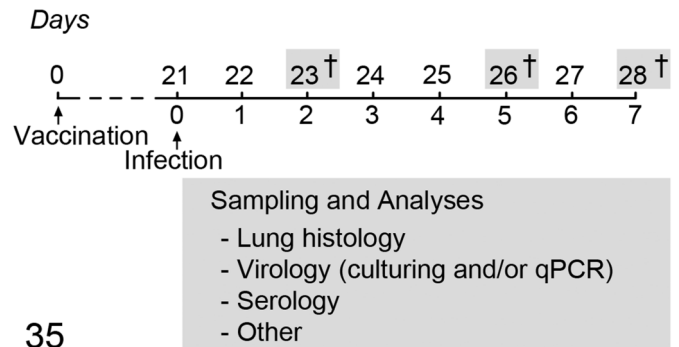 Days
0 21 22 23† 24 25 26† 27 28†
0 1 2 3 4 5 6 7
Vaccination
Infection
Sampling and Analyses
- Lung histology
- Virology (culturing and/or qPCR)
- Serology
- Other
35